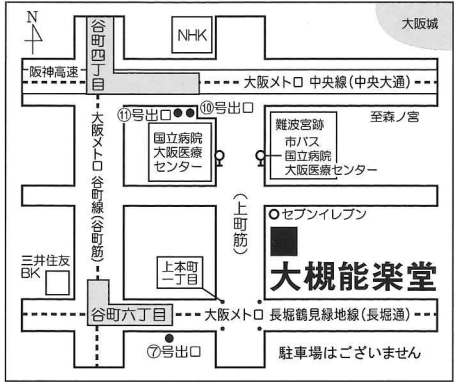 N
大阪城
NHK
谷町四丁目
阪神高速
大阪メトロ 中央線(中央大通)
⑪号出口
⑩号出口
至森ノ宮
国立病院
大阪医療
センター
難波宮跡
市バス
国立病院
大阪医療センター
大阪メトロ 谷町線(谷町筋)
(上町筋)
セブンイレブン
三井住友
BK
上本町
一丁目
大槻能楽堂
谷町六丁目
大阪メトロ 長堀鶴見緑地線(長堀通)
⑦号出口
駐車場はございません